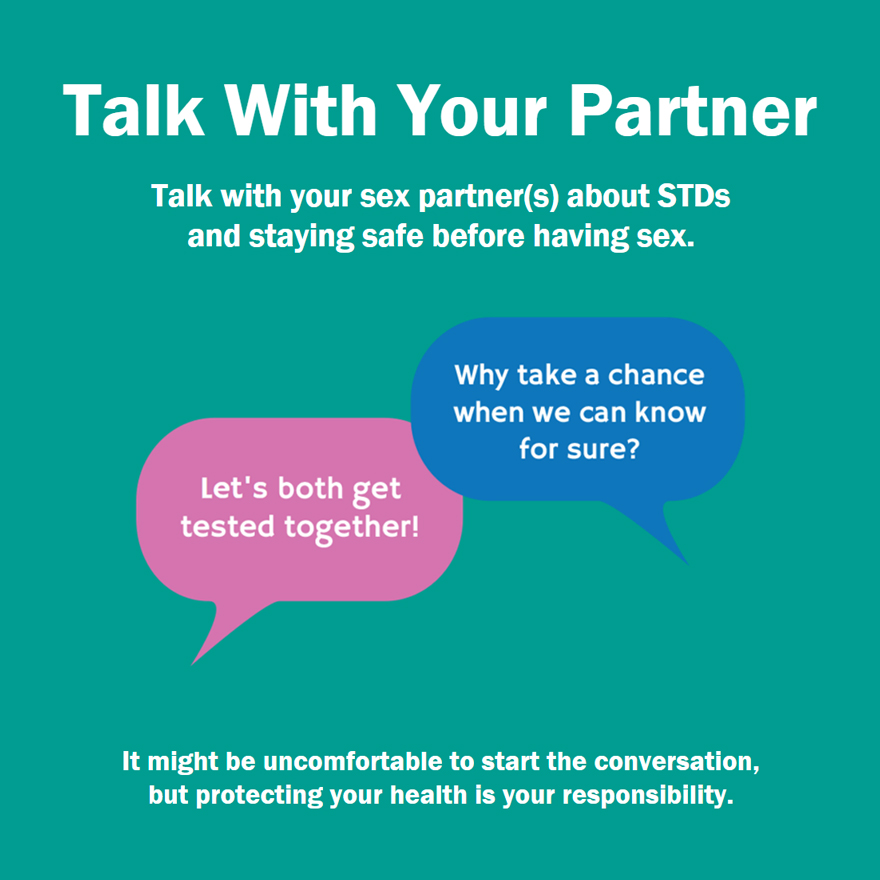 Talk With Your Partner
Talk with your sex partner(s) about STDs
and staying safe before having sex.
Why take a chance
when we can know
for sure?
Let's both get
tested together!
It might be uncomfortable to start the conversation,
but protecting your health is your responsibility.